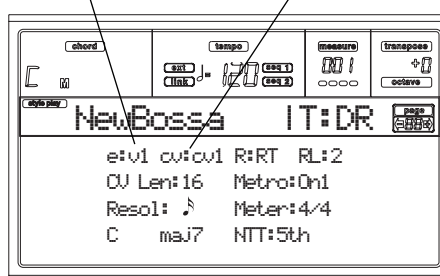 chord tempo measure transpose
C M ext link ♩= 120 seq 1 seq 2 001 +0 octave
style play
NewBossa IT:DR page
e:v1 cv:cv1 R:RT RL:2
CV Len:16 Metro:On1
Resol: ♪ Meter:4/4
C maj7 NTT:5th